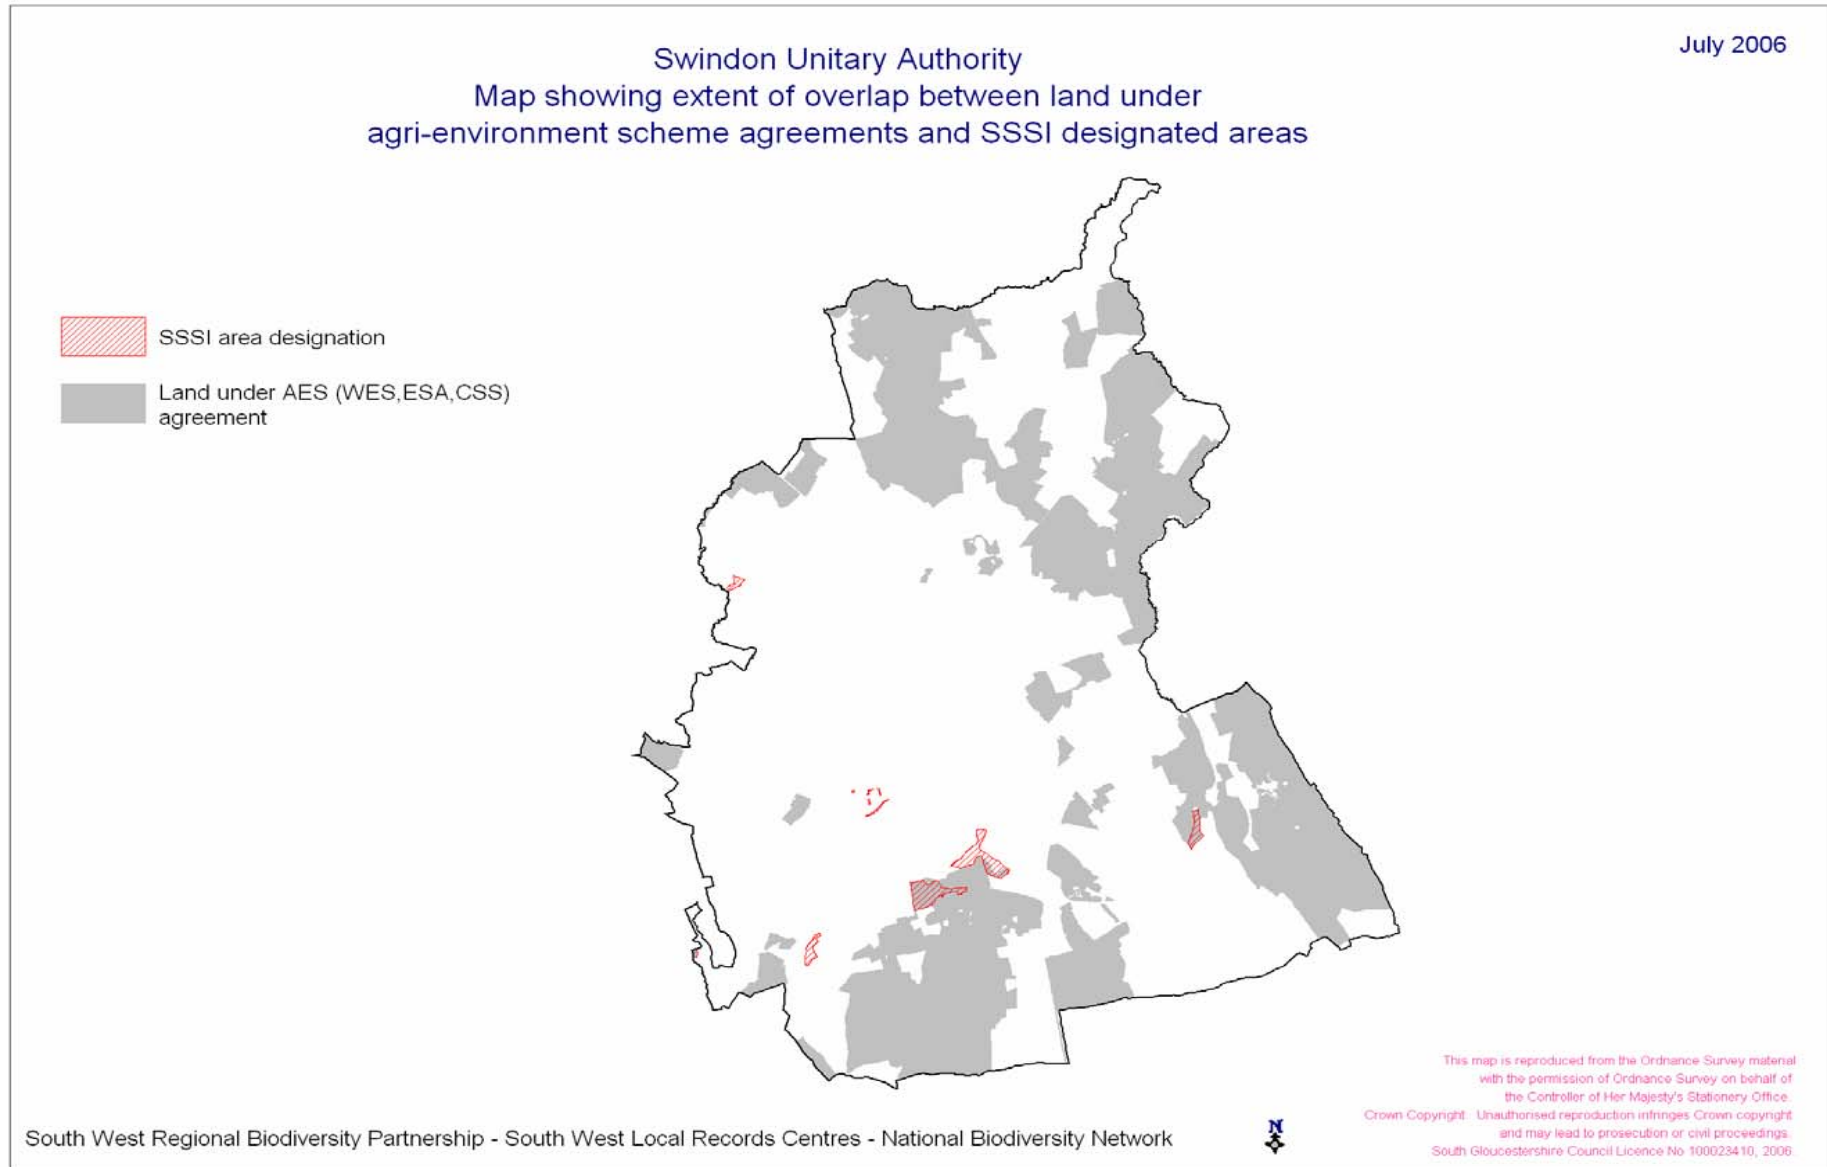 July 2006
Swindon Unitary Authority
Map showing extent of overlap between land under
agri-environment scheme agreements and SSSI designated areas
SSSI area designation
Land under AES (WES,ESA,CSS)
agreement
This map is reproduced from the Ordnance Survey material
with the permission of Ordnance Survey on behalf of
the Controller of Her Majesty's Stationery Office.
Crown Copyright. Unauthorised reproduction infringes Crown copyright
and may lead to prosecution or civil proceedings.
South Gloucestershire Council Licence No 100023410, 2006.
South West Regional Biodiversity Partnership - South West Local Records Centres - National Biodiversity Network
N